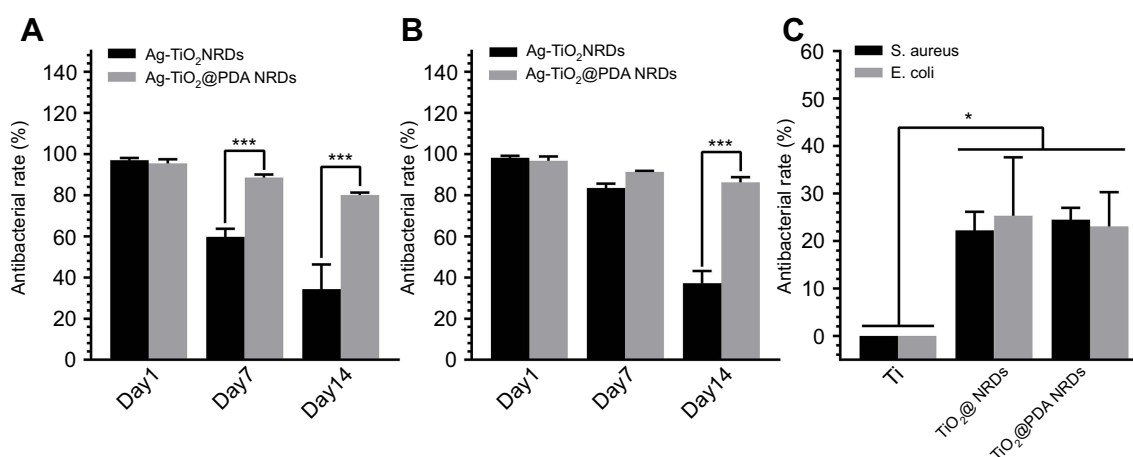 A
Ag-TiO₂NRDs
Ag-TiO₂@PDA NRDs
Antibacterial rate (%)
140
120
100
80
60
40
20
0
***
***
Day1
Day7
Day14
B
Ag-TiO₂NRDs
Ag-TiO₂@PDA NRDs
Antibacterial rate (%)
140
120
100
80
60
40
20
0
***
Day1
Day7
Day14
C
S. aureus
E. coli
Antibacterial rate (%)
60
50
40
30
20
10
0
*
Ti
TiO₂@ NRDs
TiO₂@PDA NRDs